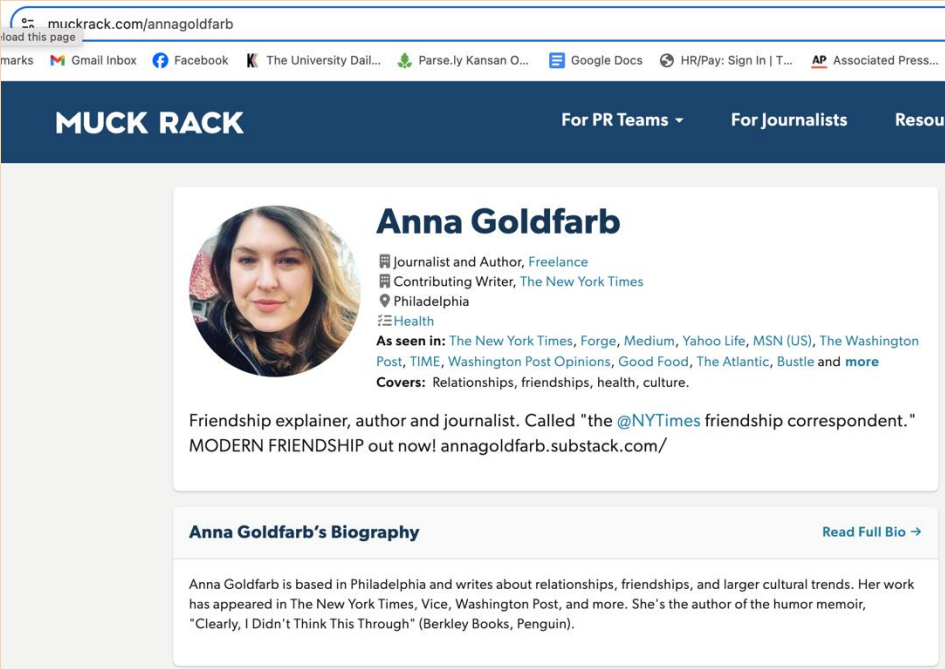 muckrack.com/annagoldfarb
load this page
marks Gmail Inbox Facebook The University Dail... Parse.ly Kansan O... Google Docs HR/Pay: Sign In | T... AP Associated Press...
MUCK RACK For PR Teams For Journalists Resou
Anna Goldfarb
Journalist and Author, Freelance
Contributing Writer, The New York Times
Philadelphia
Health
As seen in: The New York Times, Forge, Medium, Yahoo Life, MSN (US), The Washington
Post, TIME, Washington Post Opinions, Good Food, The Atlantic, Bustle and more
Covers: Relationships, friendships, health, culture.
Friendship explainer, author and journalist. Called "the @NYTimes friendship correspondent."
MODERN FRIENDSHIP out now! annagoldfarb.substack.com/
Anna Goldfarb's Biography Read Full Bio →
Anna Goldfarb is based in Philadelphia and writes about relationships, friendships, and larger cultural trends. Her work
has appeared in The New York Times, Vice, Washington Post, and more. She's the author of the humor memoir,
"Clearly, I Didn't Think This Through" (Berkley Books, Penguin).